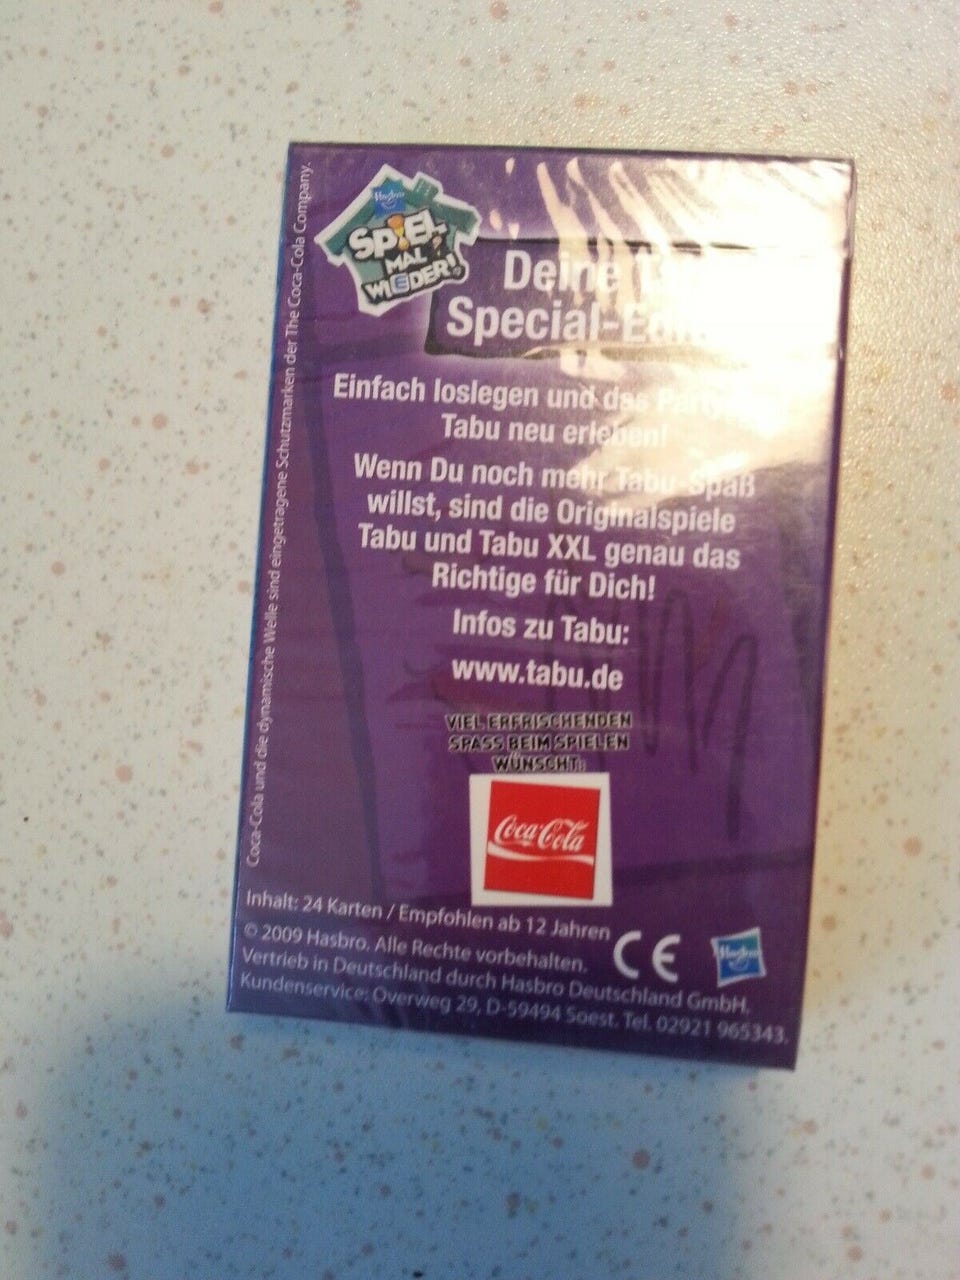 Hasbro
SPIEL
MAL
WIEDER!
Deine
Special-
Einfach loslegen und das
Tabu neu erleben!
Wenn Du noch mehr Tabu-Spaß
willst, sind die Originalspiele
Tabu und Tabu XXL genau das
Richtige für Dich!
Infos zu Tabu:
www.tabu.de
VIEL ERFRISCHENDEN
SPASS BEIM SPIELEN
WÜNSCHT:
Coca-Cola
Inhalt: 24 Karten / Empfohlen ab 12 Jahren
© 2009 Hasbro. Alle Rechte vorbehalten.
Vertrieb in Deutschland durch Hasbro Deutschland GmbH.
Kundenservice: Overweg 29, D-59494 Soest. Tel. 02921 965343.
CE
Hasbro
Coca-Cola und die dynamische Welle sind eingetragene Schutzmarken der The Coca-Cola Company.